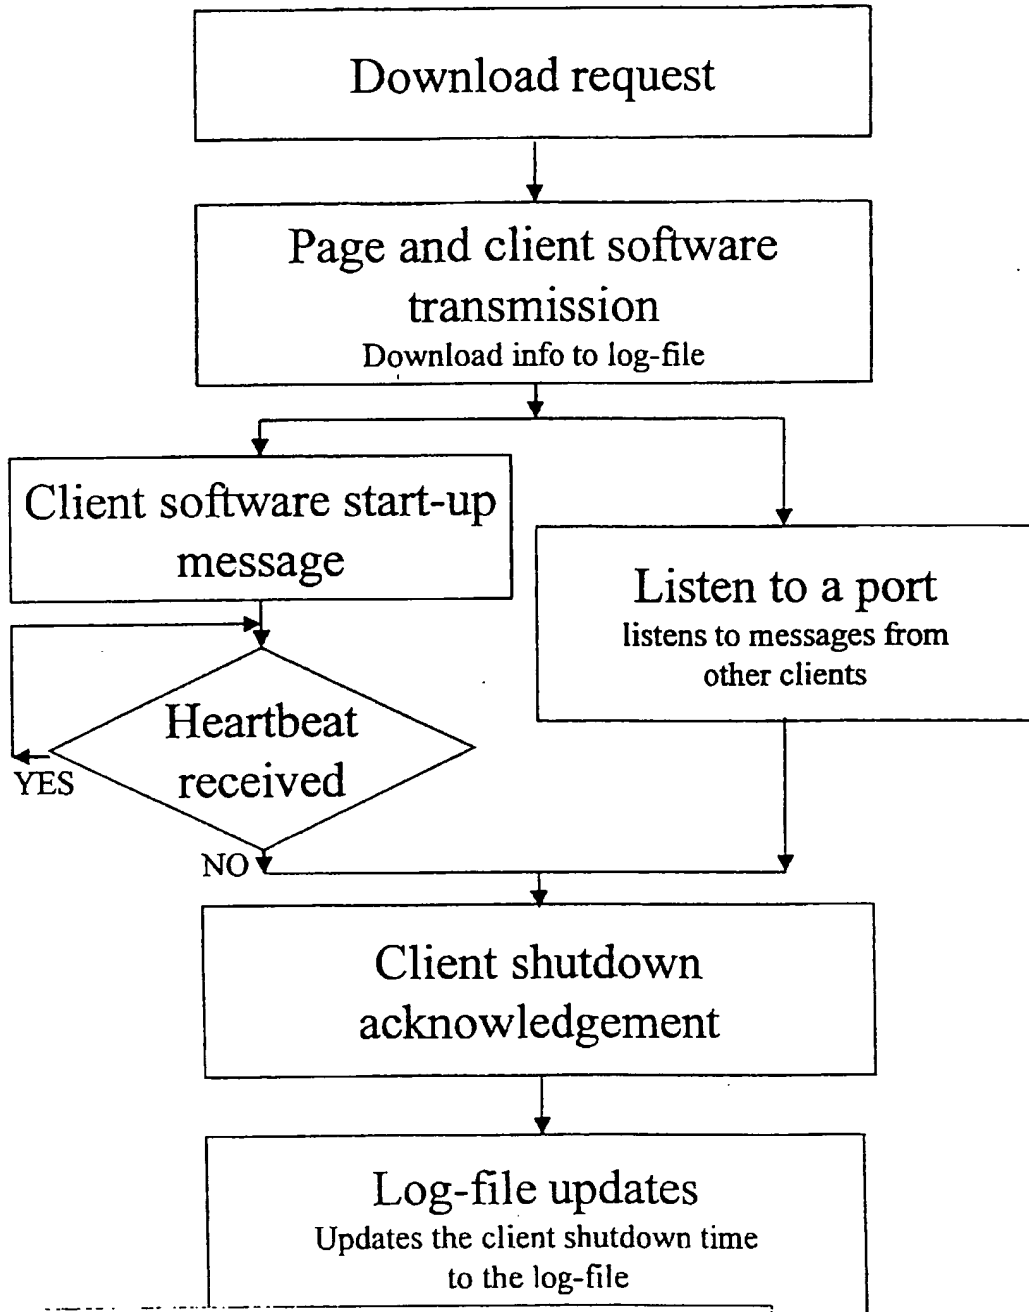 Download request
Page and client software
transmission
Download info to log-file
Client software start-up
message
Listen to a port
listens to messages from
other clients
Heartbeat
received
YES
NO
Client shutdown
acknowledgement
Log-file updates
Updates the client shutdown time
to the log-file